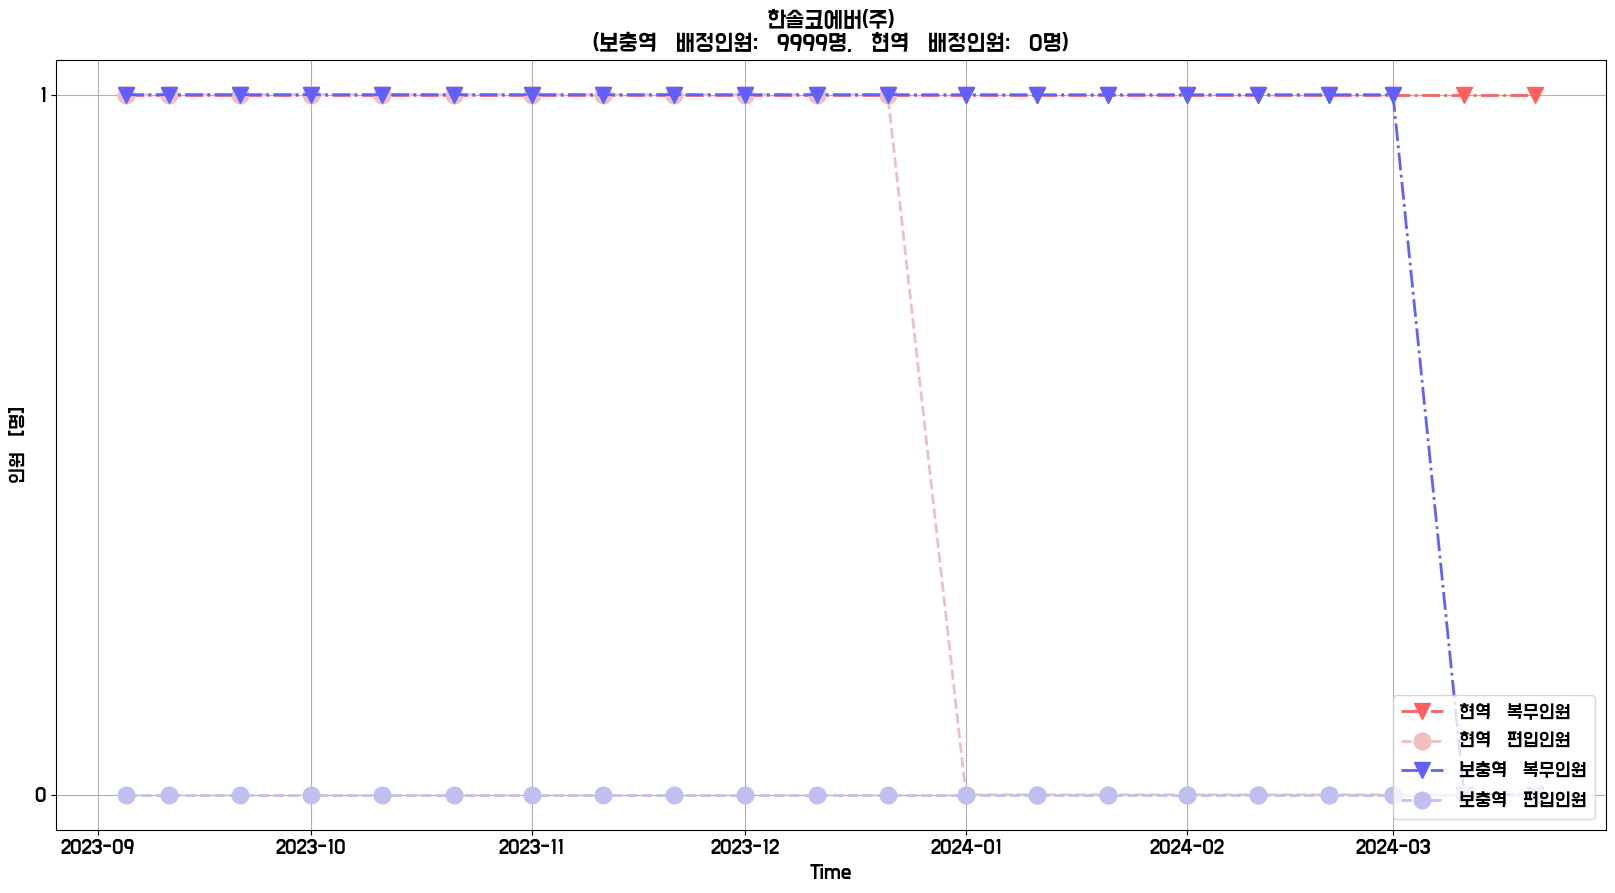 한솔코에버(주)
(보충역 배정인원: 9999명, 현역 배정인원: 0명)
인원 [명]
1
0
현역 복무인원
현역 편입인원
보충역 복무인원
보충역 편입인원
2023-09 2023-10 2023-11 2023-12 2024-01 2024-02 2024-03
Time